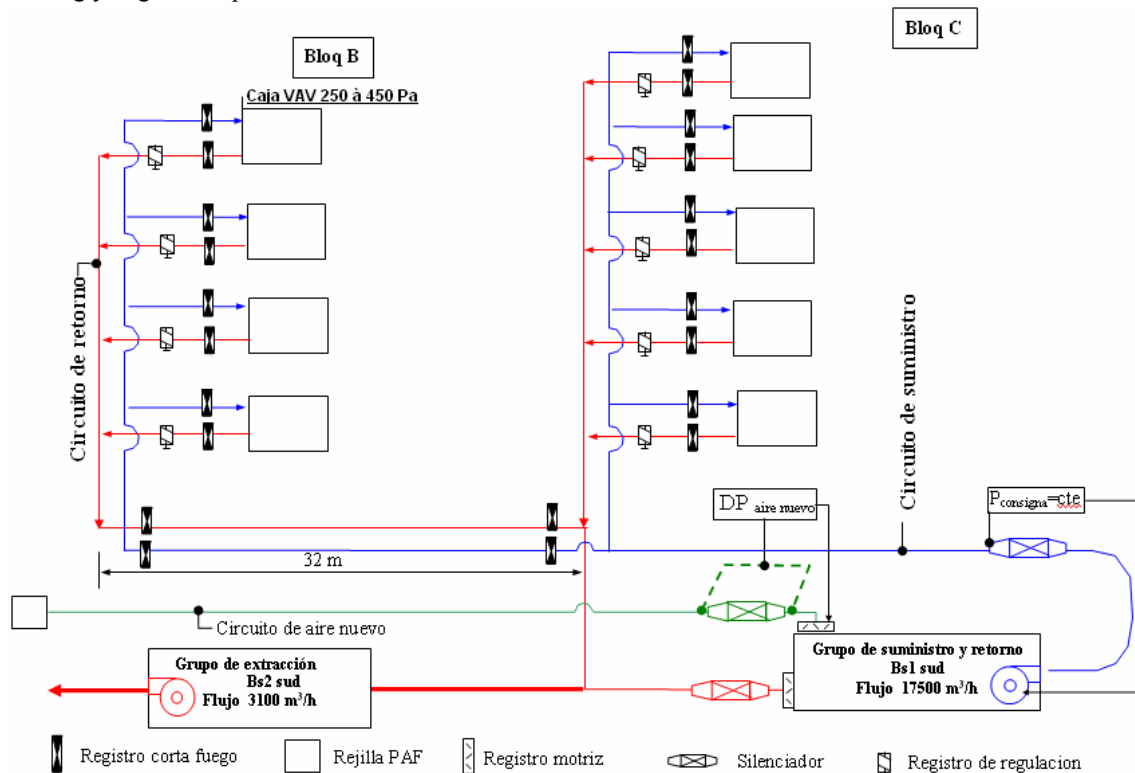 Bloq B
Bloq C
Caja VAV 250 à 450 Pa
Circuito de retorno
Circuito de suministro
DP aire nuevo
Pconsigna=cte
32 m
Circuito de aire nuevo
Grupo de extracción
Bs2 sud
Flujo 3100 m³/h
Grupo de suministro y retorno
Bs1 sud
Flujo 17500 m³/h
Registro corta fuego
Rejilla PAF
Registro motriz
Silenciador
Registro de regulacion